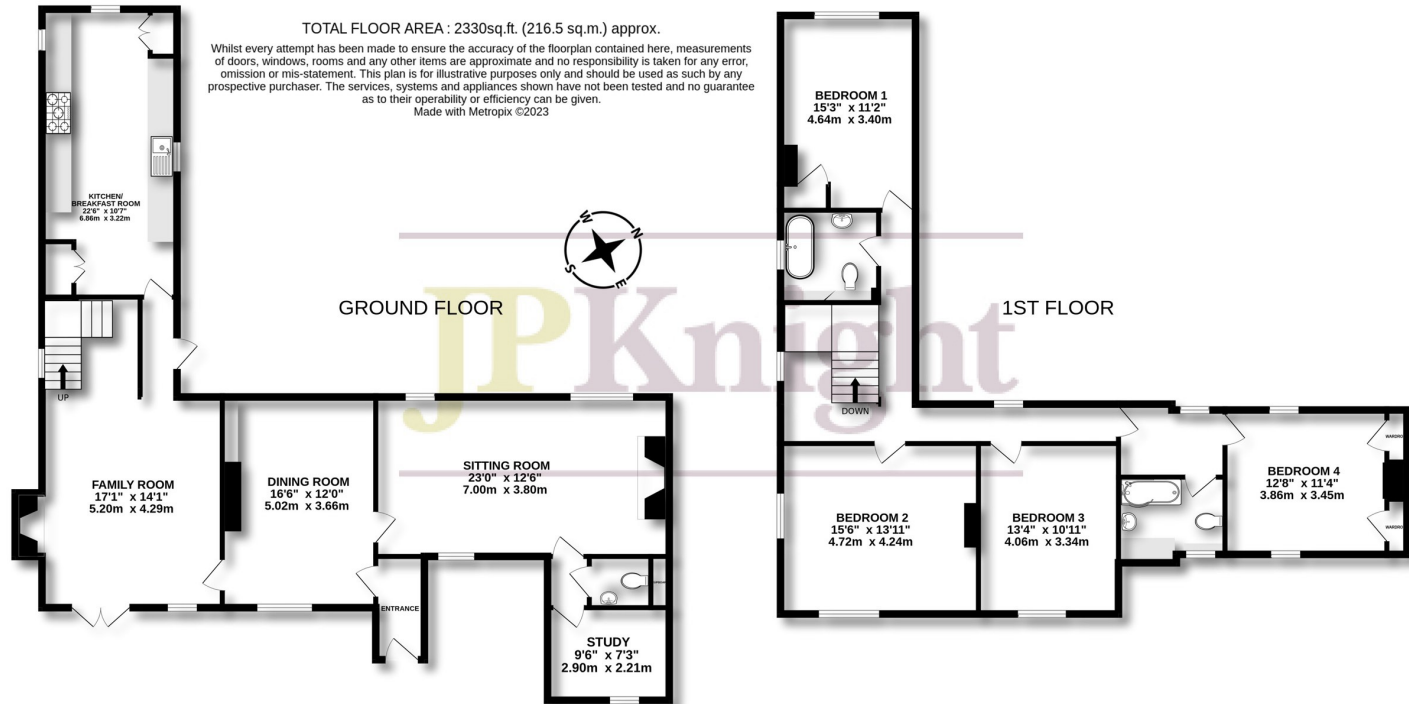 TOTAL FLOOR AREA : 2330sq.ft. (216.5 sq.m.) approx.
Whilst every attempt has been made to ensure the accuracy of the floorplan contained here, measurements
of doors, windows, rooms and any other items are approximate and no responsibility is taken for any error,
omission or mis-statement. This plan is for illustrative purposes only and should be used as such by any
prospective purchaser. The services, systems and appliances shown have not been tested and no guarantee
as to their operability or efficiency can be given.
Made with Metropix ©2023
KITCHEN/
BREAKFAST ROOM
22'6" x 10'7"
6.86m x 3.22m
BEDROOM 1
15'3" x 11'2"
4.64m x 3.40m
W
N
S
E
GROUND FLOOR
1ST FLOOR
JPKnight
UP
DOWN
FAMILY ROOM
17'1" x 14'1"
5.20m x 4.29m
DINING ROOM
16'6" x 12'0"
5.02m x 3.66m
SITTING ROOM
23'0" x 12'6"
7.00m x 3.80m
ENTRANCE
STUDY
9'6" x 7'3"
2.90m x 2.21m
BEDROOM 2
15'6" x 13'11"
4.72m x 4.24m
BEDROOM 3
13'4" x 10'11"
4.06m x 3.34m
BEDROOM 4
12'8" x 11'4"
3.86m x 3.45m
WARDRO
WARDRO